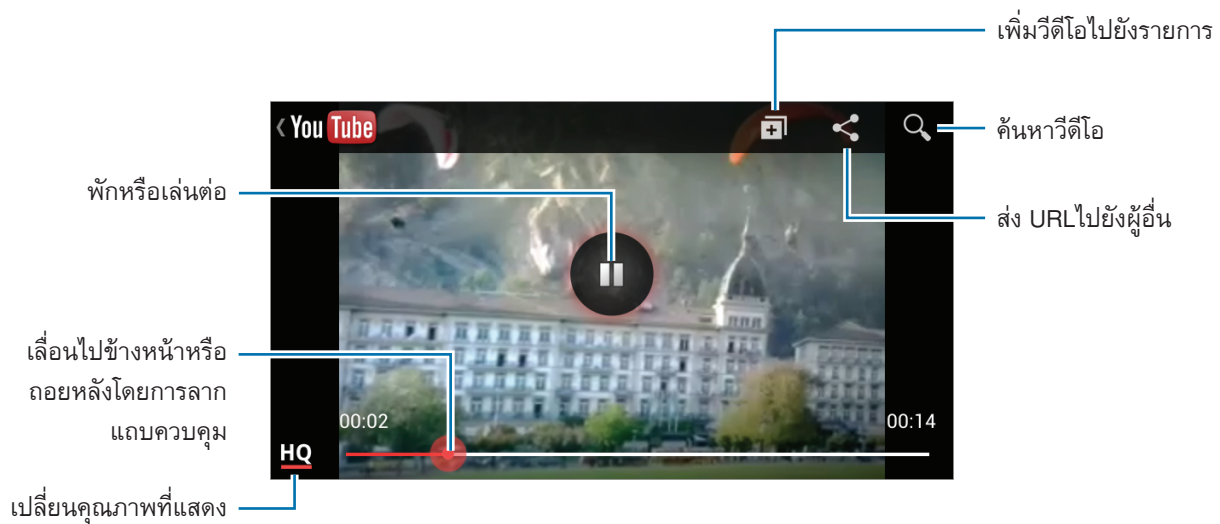 เพิ่มวีดีโอไปยังรายการ
You Tube
ค้นหาวีดีโอ
พักหรือเล่นต่อ
ส่ง URLไปยังผู้อื่น
เลื่อนไปข้างหน้าหรือ
ถอยหลังโดยการลาก
แถบควบคุม
00:02
00:14
HQ
เปลี่ยนคุณภาพที่แสดง